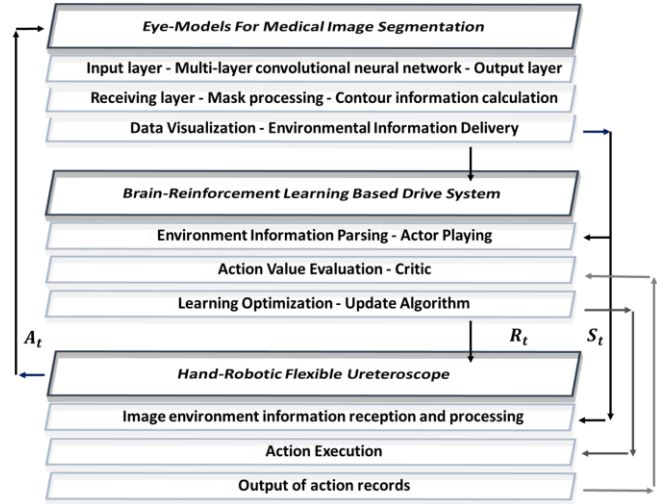 Eye-Models For Medical Image Segmentation
Input layer - Multi-layer convolutional neural network - Output layer
Receiving layer - Mask processing - Contour information calculation
Data Visualization - Environmental Information Delivery
Brain-Reinforcement Learning Based Drive System
Environment Information Parsing - Actor Playing
Action Value Evaluation - Critic
Learning Optimization - Update Algorithm
A_t
R_t
S_t
Hand-Robotic Flexible Ureteroscope
Image environment information reception and processing
Action Execution
Output of action records